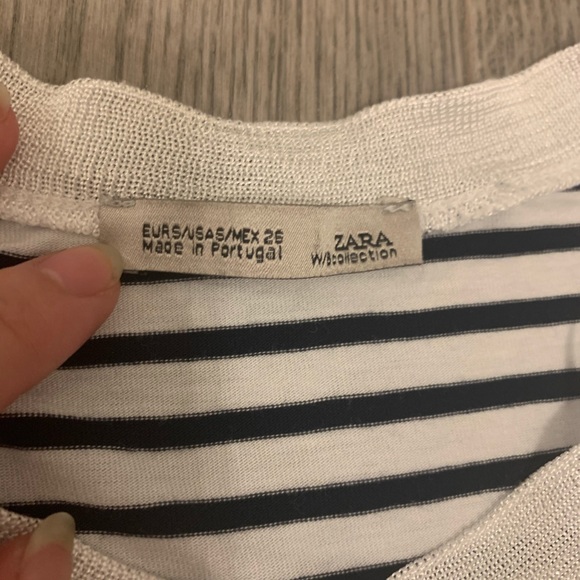 EUR S/USA S/MEX 26
Made in Portugal
ZARA
W/B collection